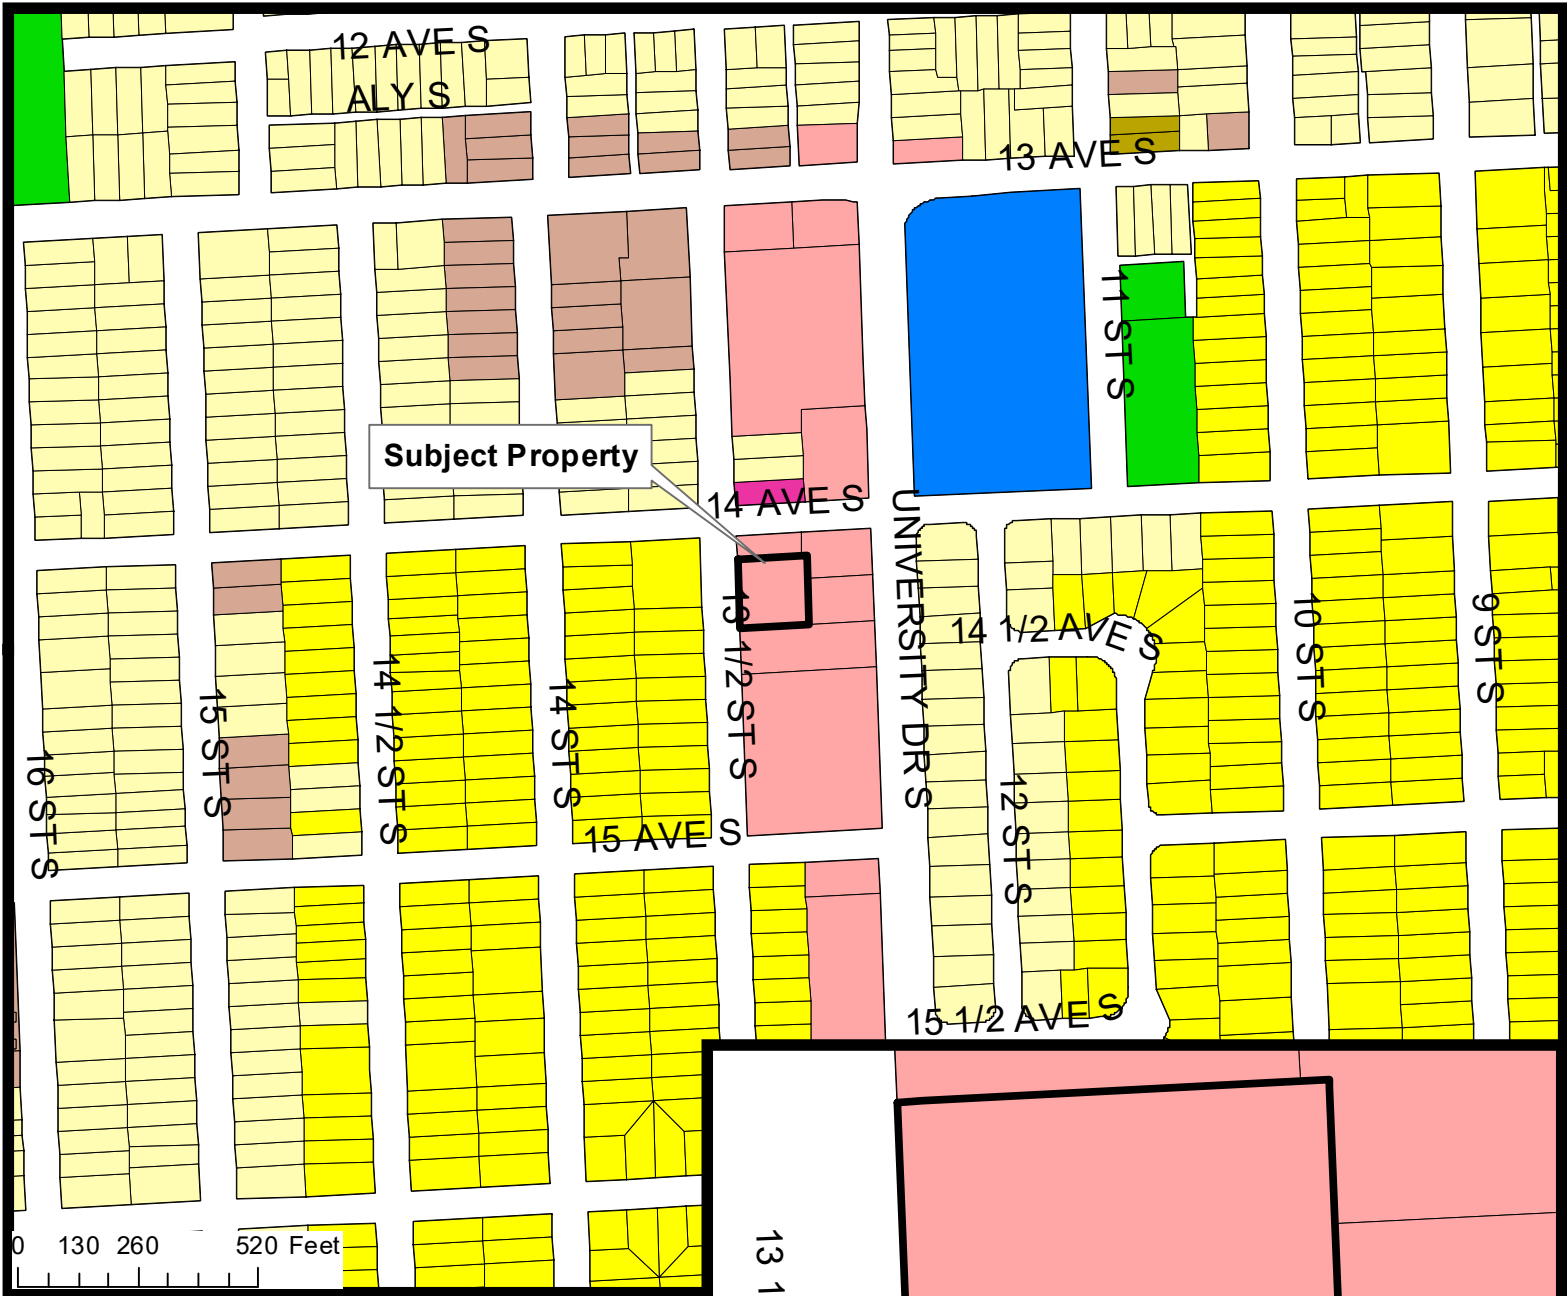 12 AVE S
ALY S
13 AVE S
11 ST S
Subject Property
14 AVE S
UNIVERSITY DR S
13 1/2 ST S
14 1/2 AVE S
10 ST S
9 ST S
14 1/2 ST S
14 ST S
15 ST S
16 ST S
12 ST S
15 AVE S
15 1/2 AVE S
0 130 260 520 Feet
13 1